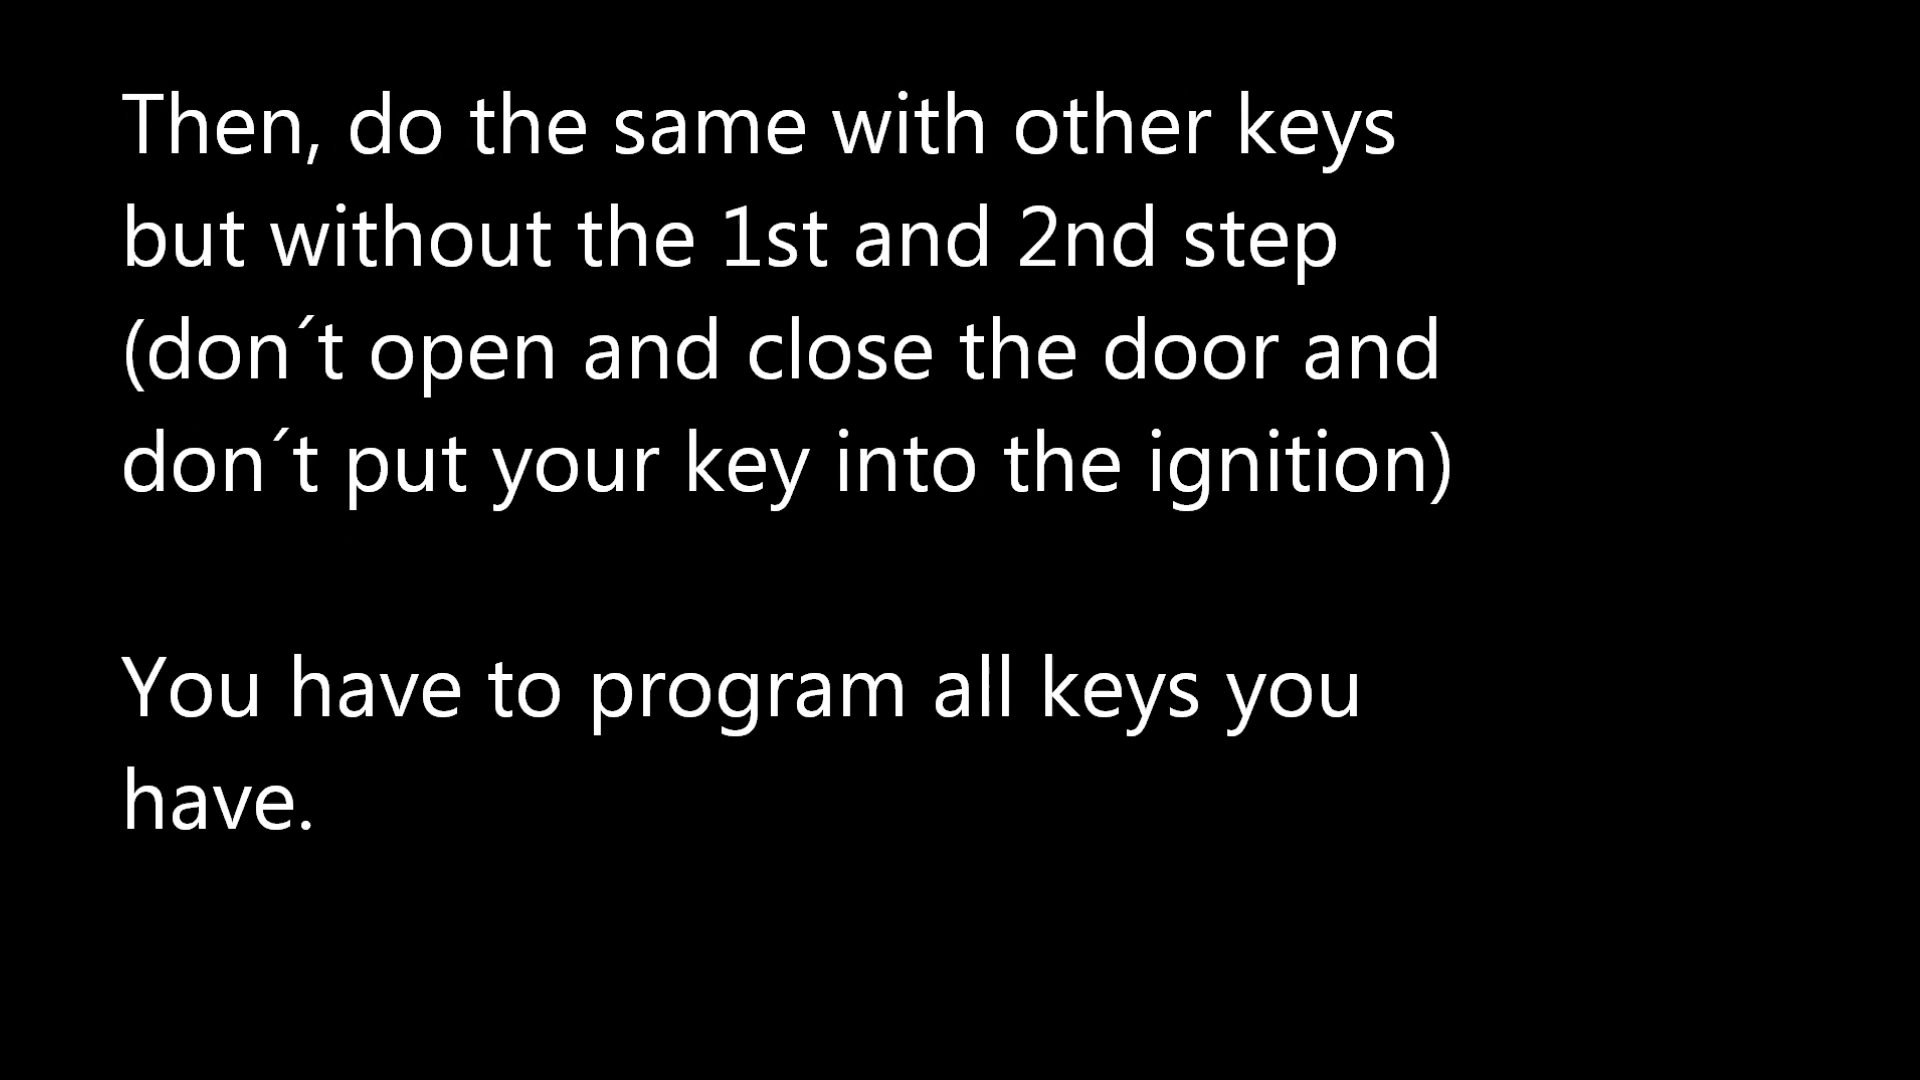 Then, do the same with other keys
but without the 1st and 2nd step
(don´t open and close the door and
don´t put your key into the ignition)
You have to program all keys you
have.